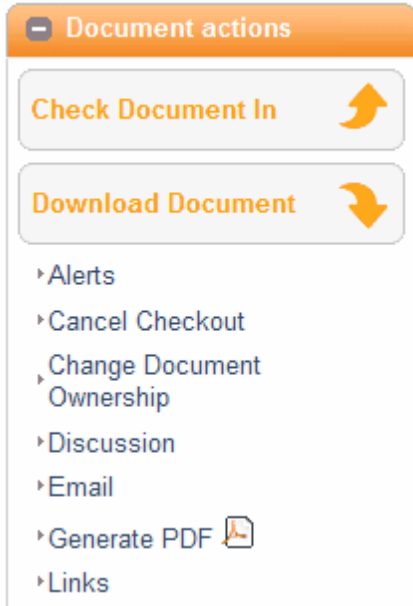 Document actions
Check Document In
Download Document
Alerts
Cancel Checkout
Change Document
Ownership
Discussion
Email
Generate PDF
Links